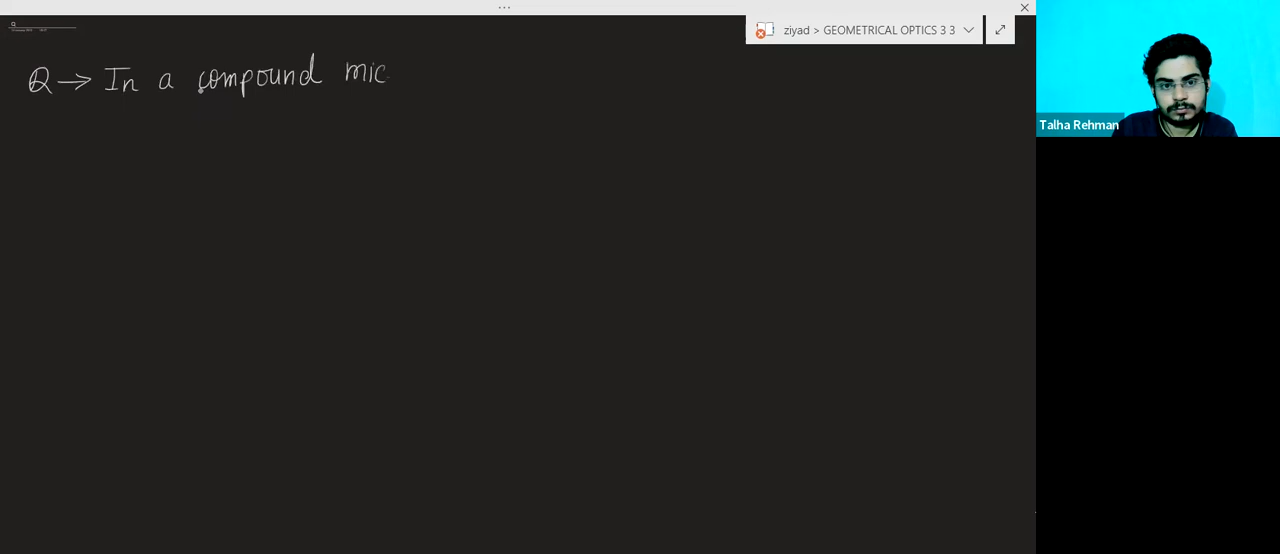 ziyad > GEOMETRICAL OPTICS 3 3
Q → In a compound mic
Talha Rehman